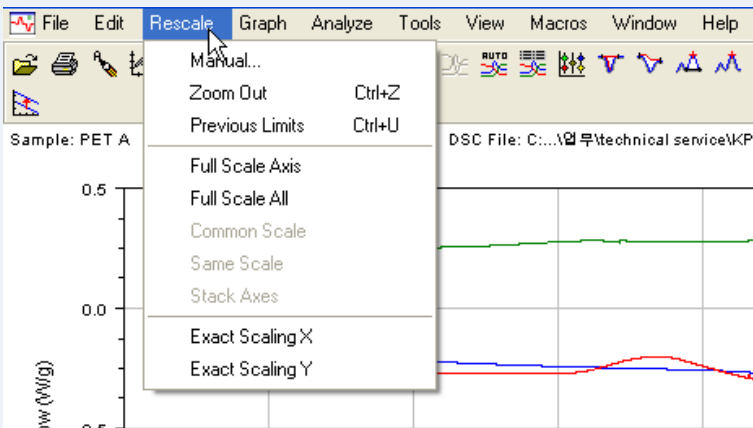 File Edit Rescale Graph Analyze Tools View Macros Window Help
Manual...
AUTO
Zoom Out Ctrl+Z
Previous Limits Ctrl+U
Sample: PET A
DSC File: C:...\업무\technical service\KP
Full Scale Axis
Full Scale All
Common Scale
Same Scale
Stack Axes
Exact Scaling X
Exact Scaling Y
0.5
0.0
ow (W/g)